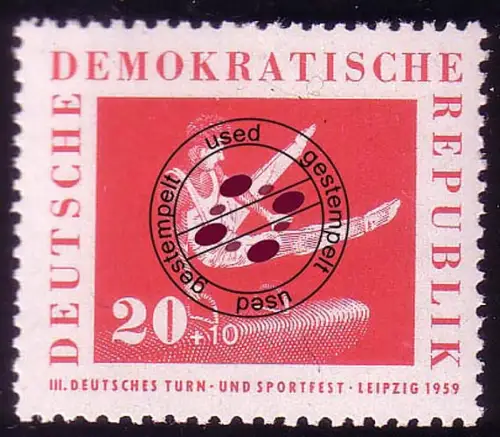 DEUTSCHE
DEMOKRATISCHE
REPUBLIK
used
gestempelt
used
gestempelt
20 +10
III. DEUTSCHES TURN - UND SPORTFEST - LEIPZIG 1959